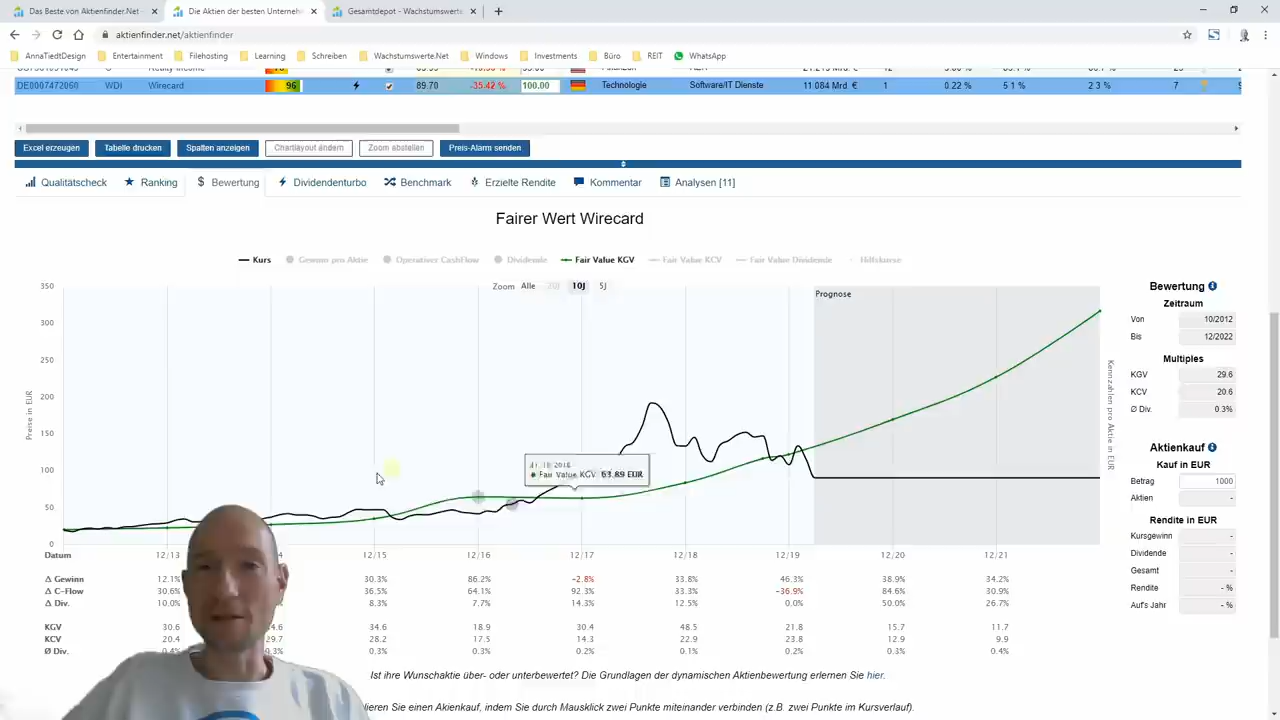 Das Beste von Aktienfinder.Net - ×
Die Aktien der besten Unternehm ×
Gesamtdepot - Wachstumswerte. ×
aktienfinder.net/aktienfinder
AnnaTiedtDesign Entertainment Filehosting Learning Schreiben Wachstumswerte.Net Windows Investments Büro REIT WhatsApp
DE0007472060 WDI Wirecard 96 89.70 -35.42 % 100.00 Technologie Software/IT Dienste 11 084 Mrd. € 1 0.22 % 5 1 % 2 3 % 7
Excel erzeugen Tabelle drucken Spalten anzeigen Chartlayout ändern Zoom abstellen Preis-Alarm senden
Qualitätscheck Ranking Bewertung Dividendenturbo Benchmark Erzielte Rendite Kommentar Analysen [11]
Fairer Wert Wirecard
Kurs Gewinn pro Aktie Operativer CashFlow Dividende Fair Value KGV Fair Value KCV Fair Value Dividende Hilfskurse
Zoom Alle 20J 10J 5J
Prognose
350
300
250
200
150
100
50
0
Preise in EUR
Kennzahlen pro Aktie in EUR
Fair Value KGV: 63.89 EUR
Datum 12/13 12/15 12/16 12/17 12/18 12/19 12/20 12/21
Δ Gewinn 12.1% 30.3% 86.2% -2.8% 33.8% 46.3% 38.9% 34.2%
Δ C-Flow 30.6% 36.5% 64.1% 92.3% 33.3% -36.9% 84.6% 30.9%
Δ Div. 10.0% 8.3% 7.7% 14.3% 12.5% 0.0% 50.0% 26.7%
KGV 30.6 34.6 18.9 30.4 48.5 21.8 15.7 11.7
KCV 20.4 29.7 28.2 17.5 14.3 22.9 23.8 12.9 9.9
Ø Div. 0.4% 0.3% 0.3% 0.3% 0.2% 0.1% 0.2% 0.3% 0.4%
Bewertung
Zeitraum
Von 10/2012
Bis 12/2022
Multiples
KGV 29.6
KCV 20.6
Ø Div. 0.3%
Aktienkauf
Kauf in EUR
Betrag 1000
Aktien -
Rendite in EUR
Kursgewinn -
Dividende -
Gesamt -
Rendite - %
Auf's Jahr - %
Ist ihre Wunschaktie über- oder unterbewertet? Die Grundlagen der dynamischen Aktienbewertung erlernen Sie hier.
lieren Sie einen Akienkauf, indem Sie durch Mausklick zwei Punkte miteinander verbinden (z.B. zwei Punkte im Kursverlauf).